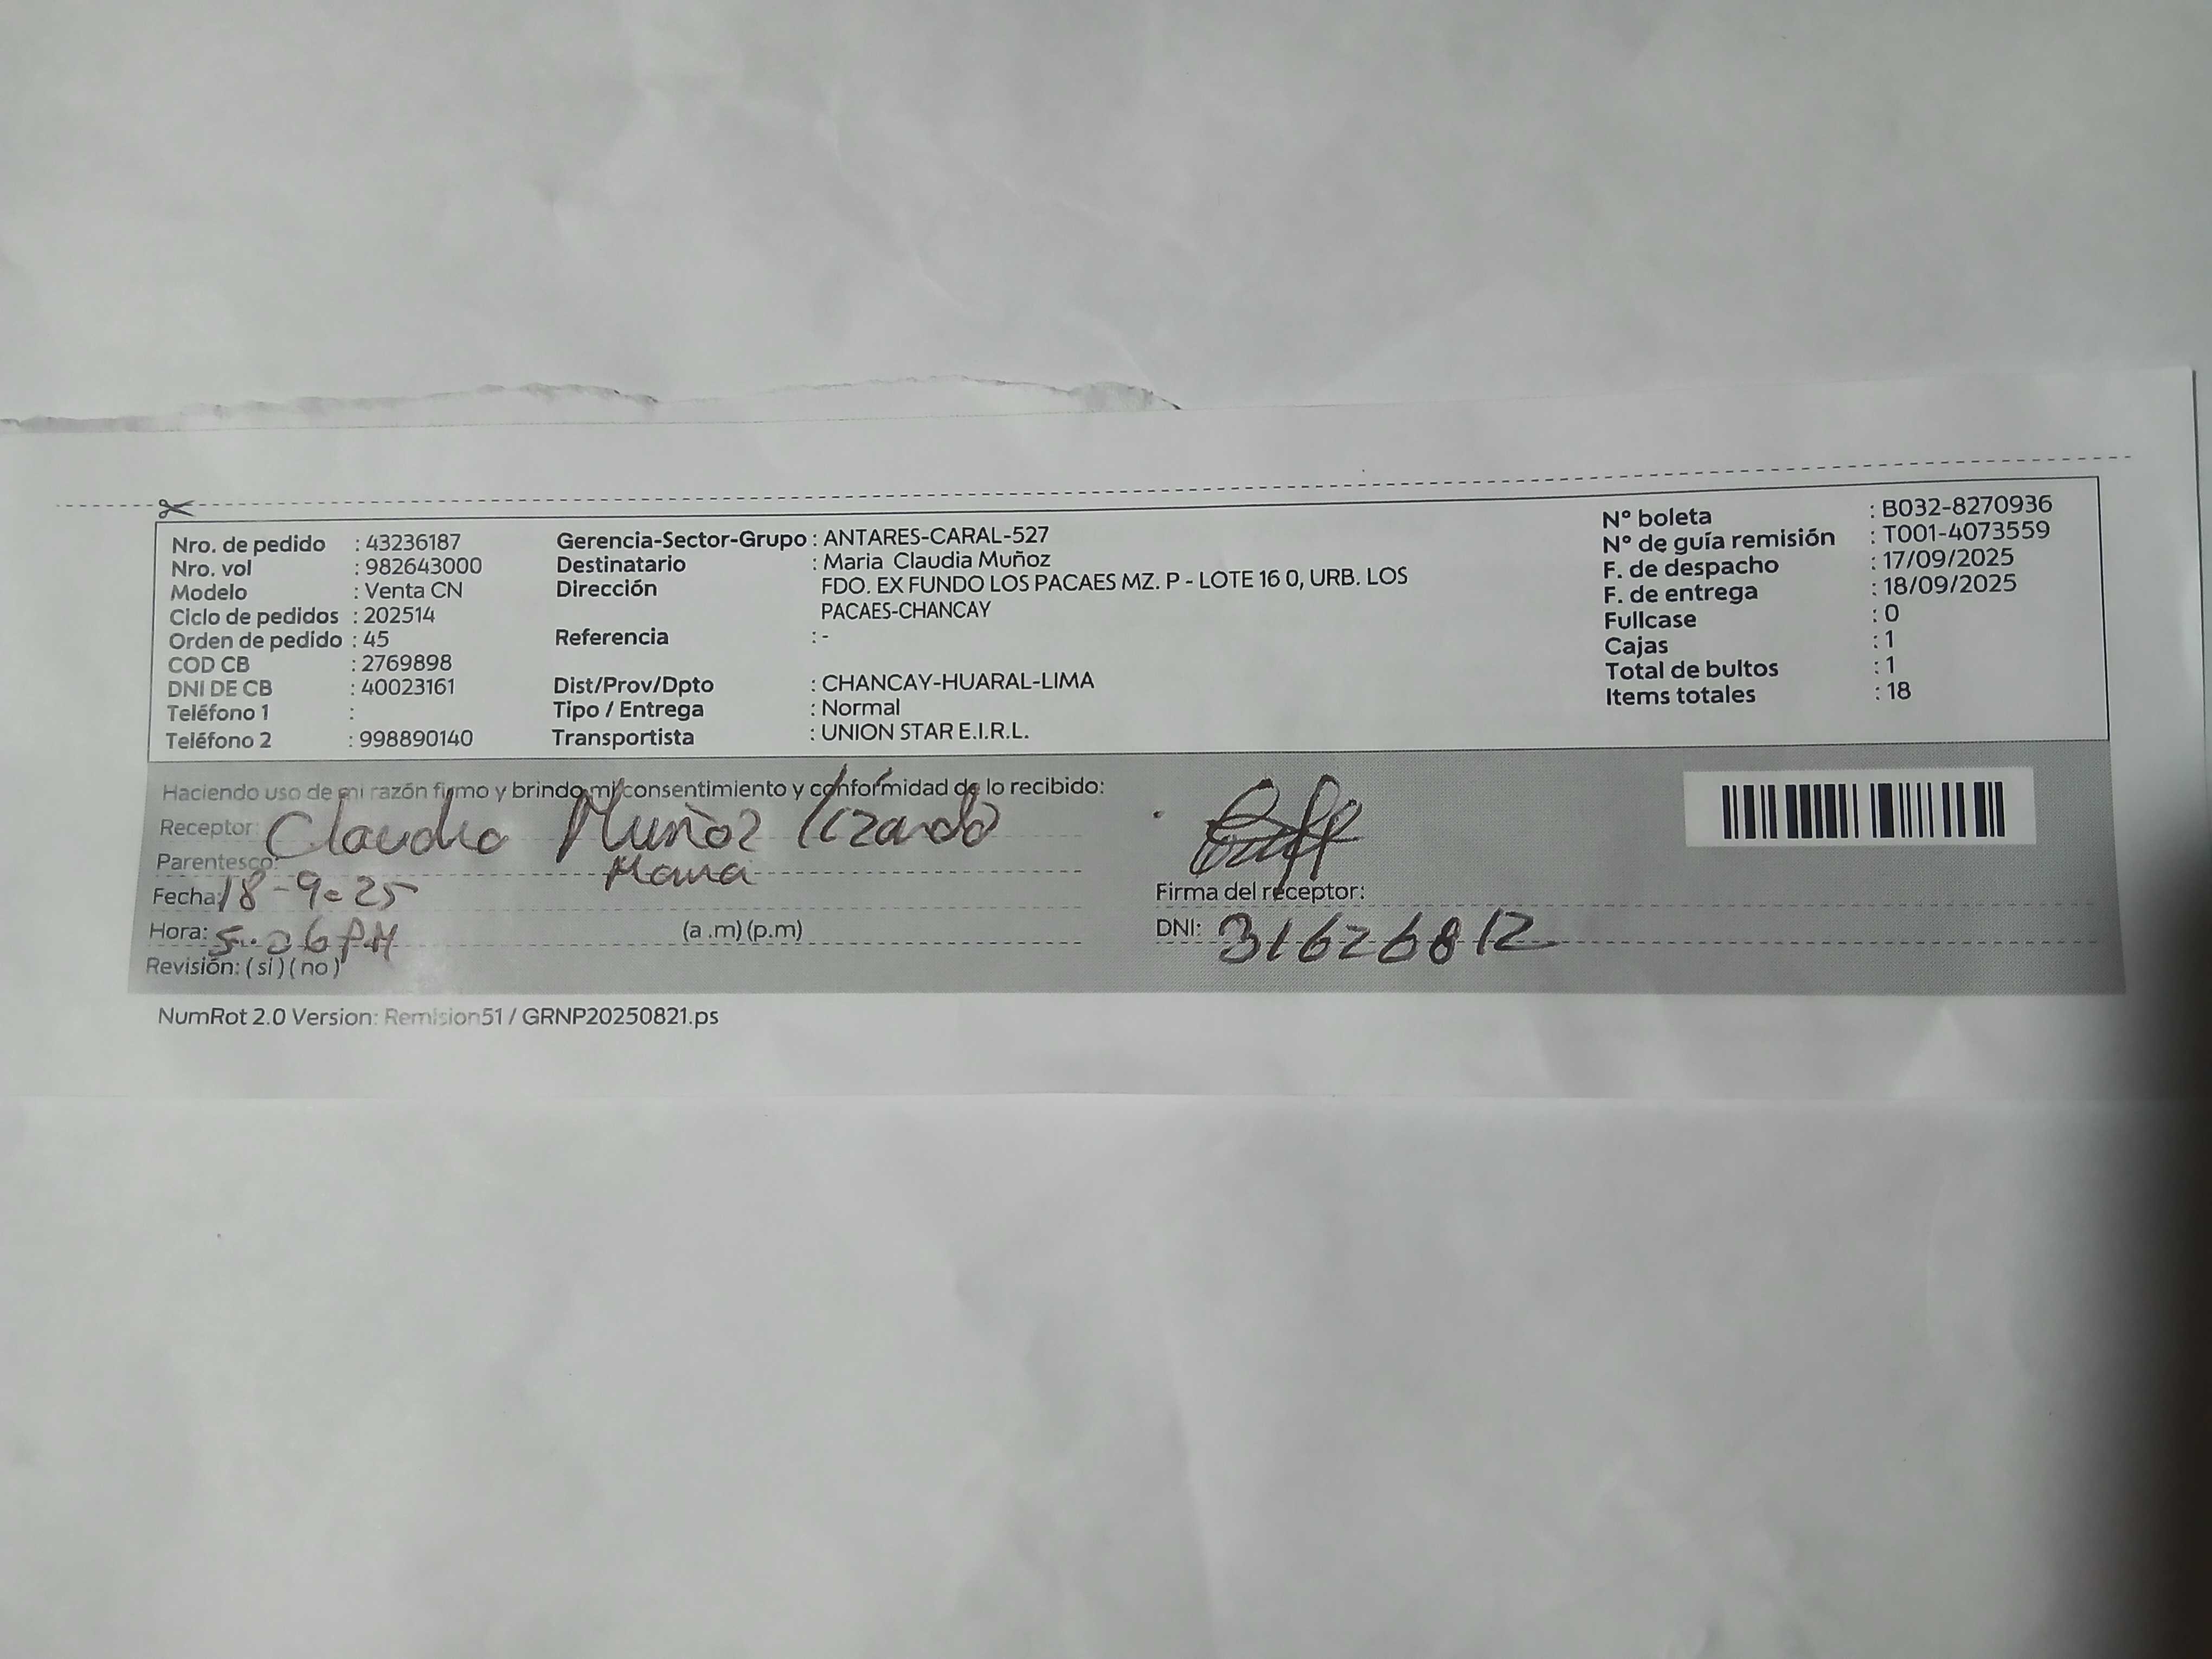 Nro. de pedido : 43236187
Nro. vol : 982643000
Modelo : Venta CN
Ciclo de pedidos : 202514
Orden de pedido : 45
COD CB : 2769898
DNI DE CB : 40023161
Teléfono 1 :
Teléfono 2 : 998890140
Gerencia-Sector-Grupo : ANTARES-CARAL-527
Destinatario : Maria Claudia Muñoz
Dirección FDO. EX FUNDO LOS PACAES MZ. P - LOTE 16 0, URB. LOS
PACAES-CHANCAY
Referencia : -
Dist/Prov/Dpto : CHANCAY-HUARAL-LIMA
Tipo / Entrega : Normal
Transportista : UNION STAR E.I.R.L.
N° boleta : B032-8270936
N° de guía remisión : T001-4073559
F. de despacho : 17/09/2025
F. de entrega : 18/09/2025
Fullcase : 0
Cajas : 1
Total de bultos : 1
Items totales : 18
Haciendo uso de mi razón firmo y brindo mi consentimiento y conformidad de lo recibido:
Receptor: Claudia Muñoz
Parentesco:
Fecha: 18-9-25
Hora: 5:06 PM (a .m) (p.m)
Revisión: ( si ) ( no )
Firma del receptor:
DNI: 31626812
NumRot 2.0 Version: Remision51 / GRNP20250821.ps